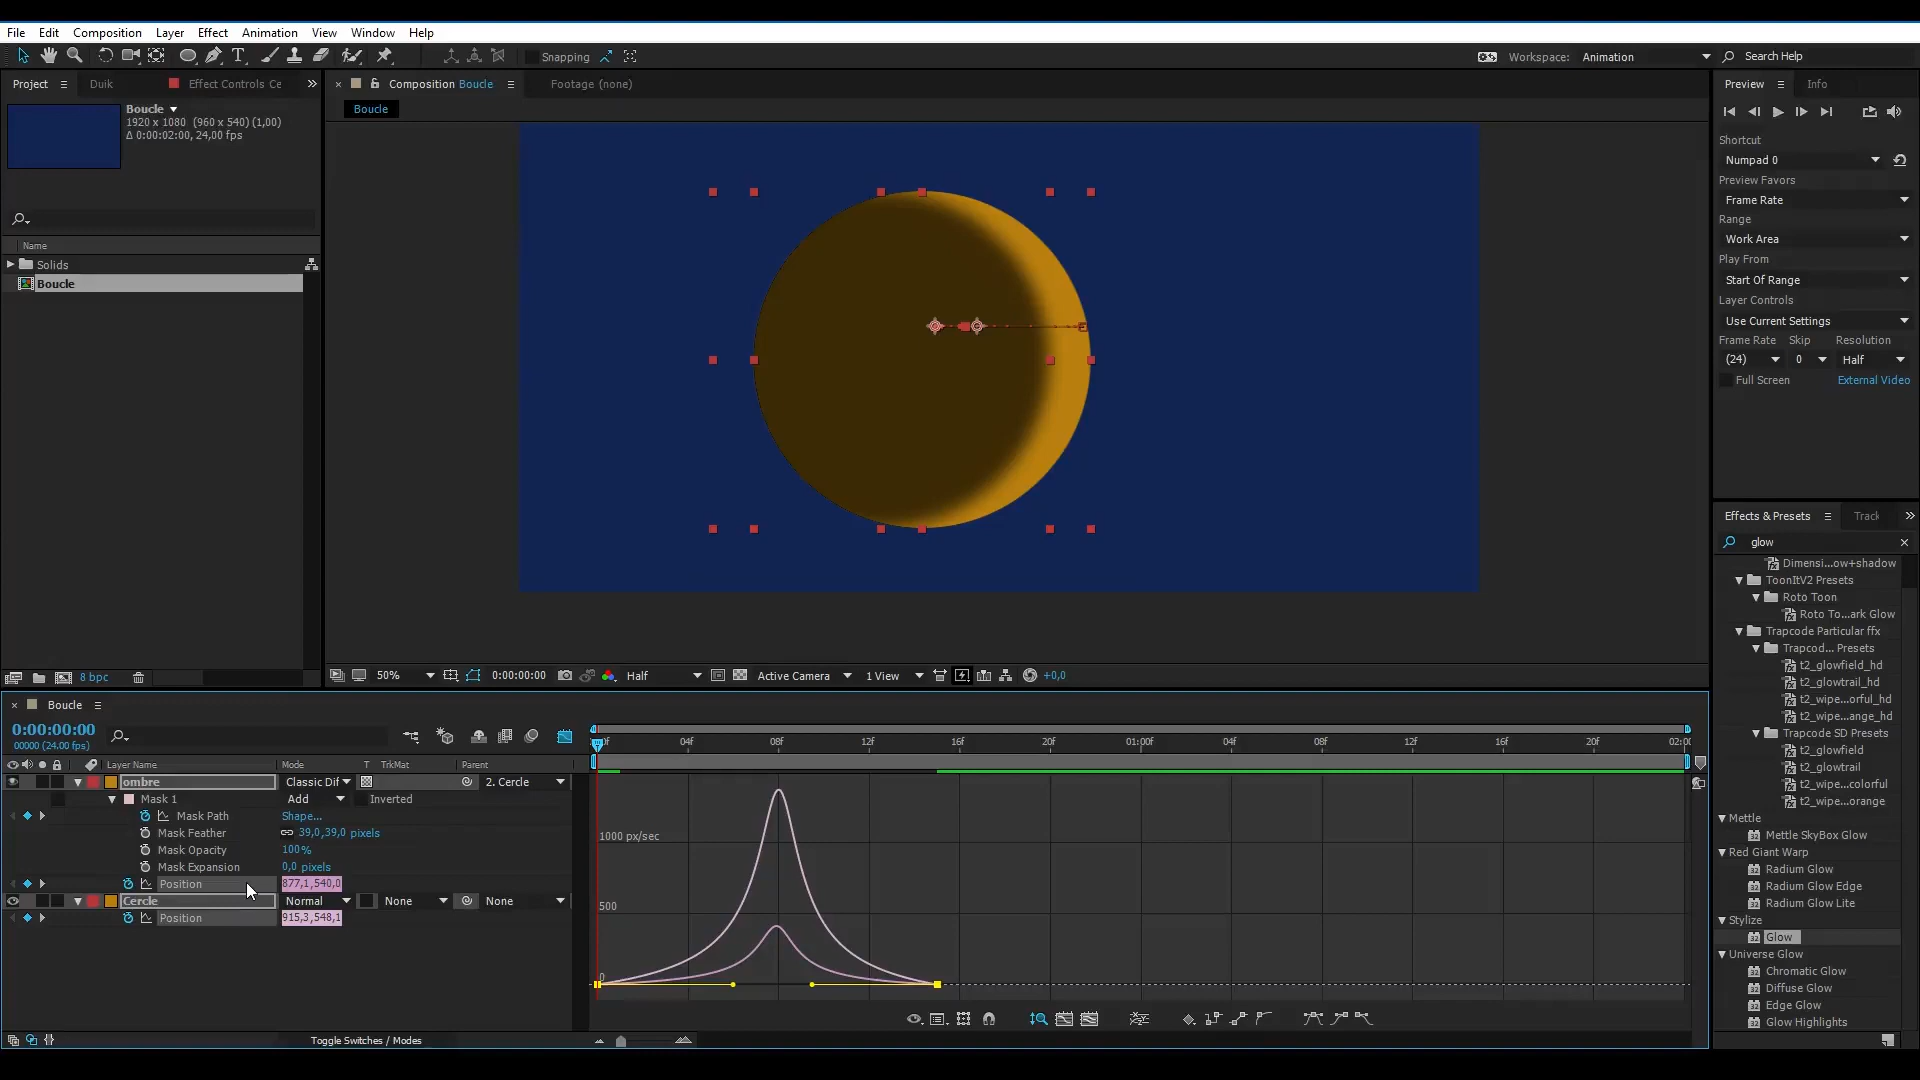 File Edit Composition Layer Effect Animation View Window Help
Snapping
Workspace: Animation
Search Help
Project
Duik
Effect Controls Ce
Boucle
1920 x 1080 (960 x 540) (1,00)
Δ 0:00:02:00, 24,00 fps
Name
Solids
Boucle
8 bpc
Composition Boucle
Footage (none)
Boucle
50%
0:00:00:00
Half
Active Camera
1 View
+0,0
Preview
Info
Shortcut
Numpad 0
Preview Favors
Frame Rate
Range
Work Area
Play From
Start Of Range
Layer Controls
Use Current Settings
Frame Rate Skip Resolution
(24) 0 Half
Full Screen External Video
Effects & Presets
Track
glow
Dimensi...ow+shadow
ToonItV2 Presets
Roto Toon
Roto To...ark Glow
Trapcode Particular ffx
Trapcod... Presets
t2_glowfield_hd
t2_glowtrail_hd
t2_wipe...orful_hd
t2_wipe...ange_hd
Trapcode SD Presets
t2_glowfield
t2_glowtrail
t2_wipe...colorful
t2_wipe...orange
Mettle
Mettle SkyBox Glow
Red Giant Warp
Radium Glow
Radium Glow Edge
Radium Glow Lite
Stylize
Glow
Universe Glow
Chromatic Glow
Diffuse Glow
Edge Glow
Glow Highlights
Boucle
0:00:00:00
00000 (24.00 fps)
Layer Name Mode T TrkMat Parent
ombre Classic Dif 2. Cercle
Mask 1 Add Inverted
Mask Path Shape...
Mask Feather 39,0,39,0 pixels
Mask Opacity 100%
Mask Expansion 0,0 pixels
Position 877,1,540,0
Cercle Normal None None
Position 915,3,548,1
Toggle Switches / Modes
04f 08f 12f 16f 20f 01:00f 04f 08f 12f 16f 20f
1000 px/sec
500
0